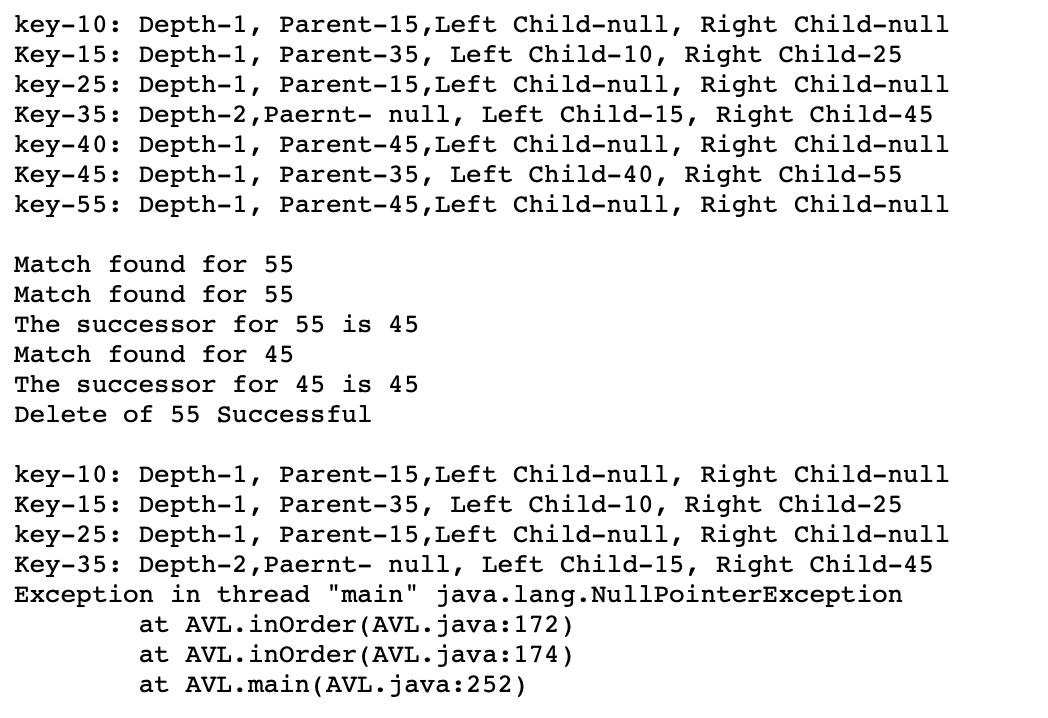 key-10: Depth-1, Parent-15,Left Child-null, Right Child-null
Key-15: Depth-1, Parent-35, Left Child-10, Right Child-25
key-25: Depth-1, Parent-15,Left Child-null, Right Child-null
Key-35: Depth-2,Paernt- null, Left Child-15, Right Child-45
key-40: Depth-1, Parent-45,Left Child-null, Right Child-null
Key-45: Depth-1, Parent-35, Left Child-40, Right Child-55
key-55: Depth-1, Parent-45,Left Child-null, Right Child-null
Match found for 55
Match found for 55
The successor for 55 is 45
Match found for 45
The successor for 45 is 45
Delete of 55 Successful
key-10: Depth-1, Parent-15,Left Child-null, Right Child-null
Key-15: Depth-1, Parent-35, Left Child-10, Right Child-25
key-25: Depth-1, Parent-15,Left Child-null, Right Child-null
Key-35: Depth-2,Paernt- null, Left Child-15, Right Child-45
Exception in thread "main" java.lang.NullPointerException
at AVL.inOrder(AVL.java:172)
at AVL.inOrder(AVL.java:174)
at AVL.main(AVL.java:252)